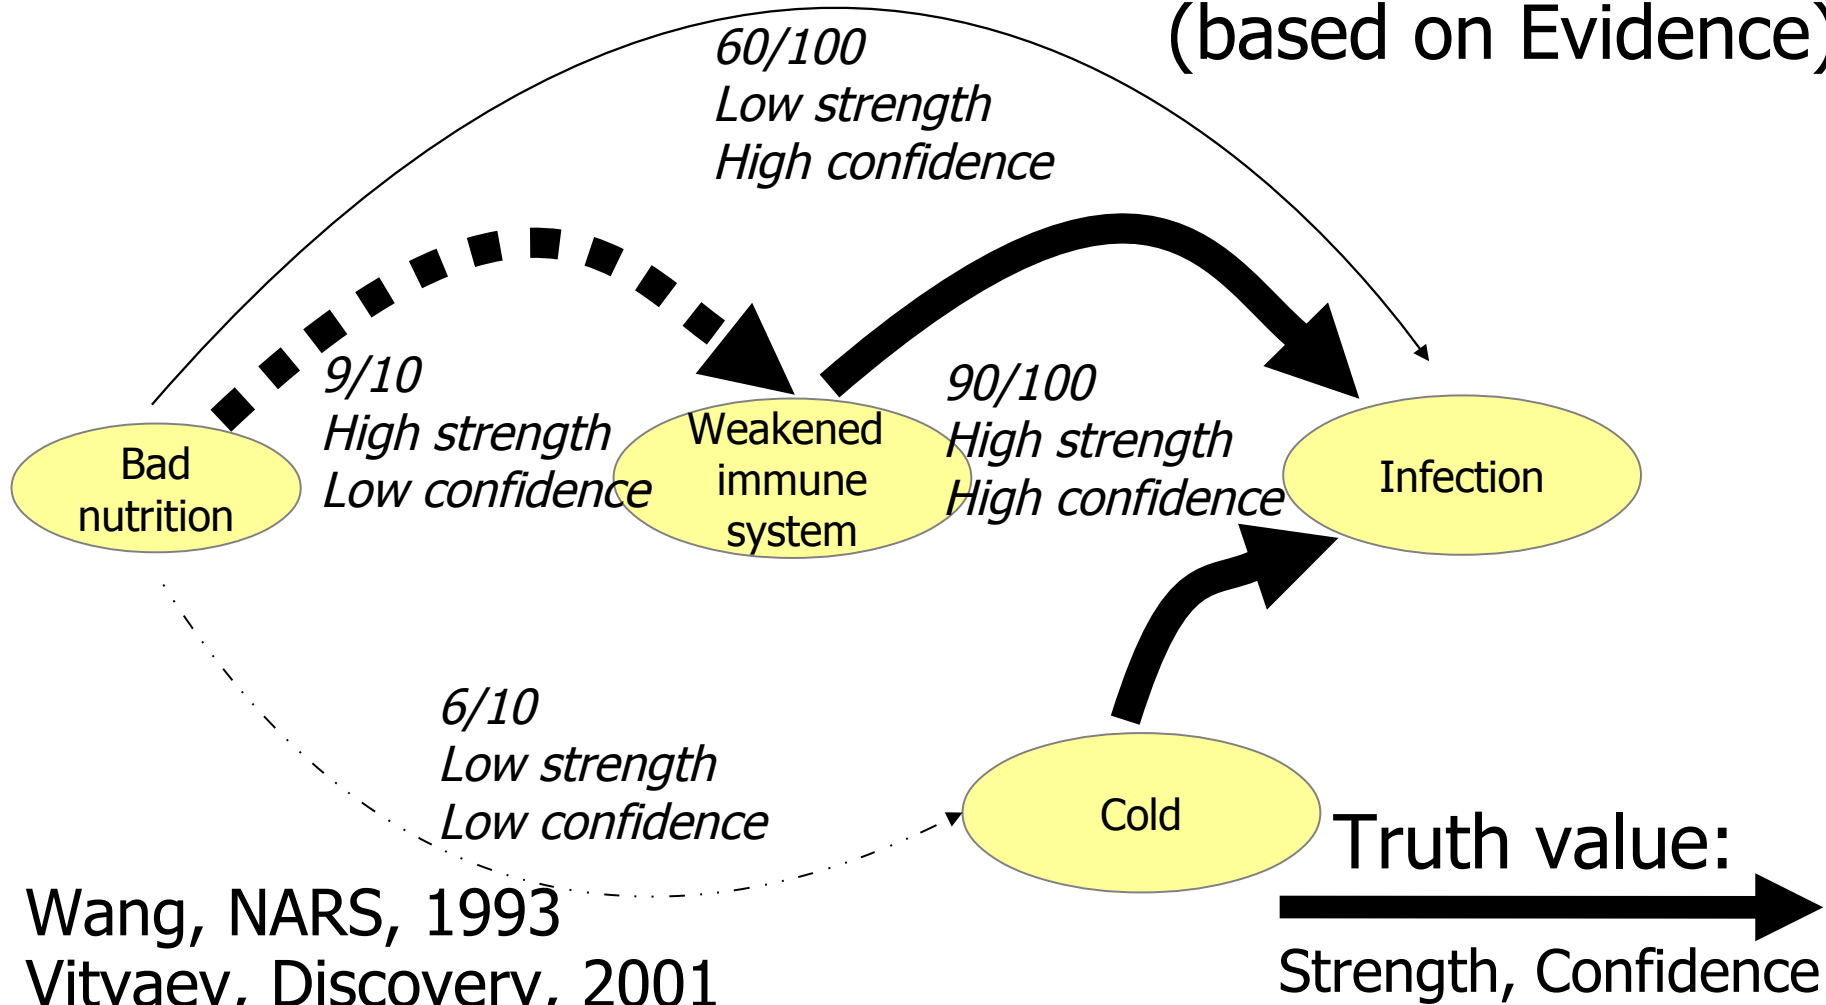 (based on Evidence)
60/100
Low strength
High confidence
9/10
High strength
Low confidence
90/100
High strength
High confidence
Bad
nutrition
Weakened
immune
system
Infection
6/10
Low strength
Low confidence
Cold
Truth value:
Strength, Confidence
Wang, NARS, 1993
Vityaev, Discovery, 2001